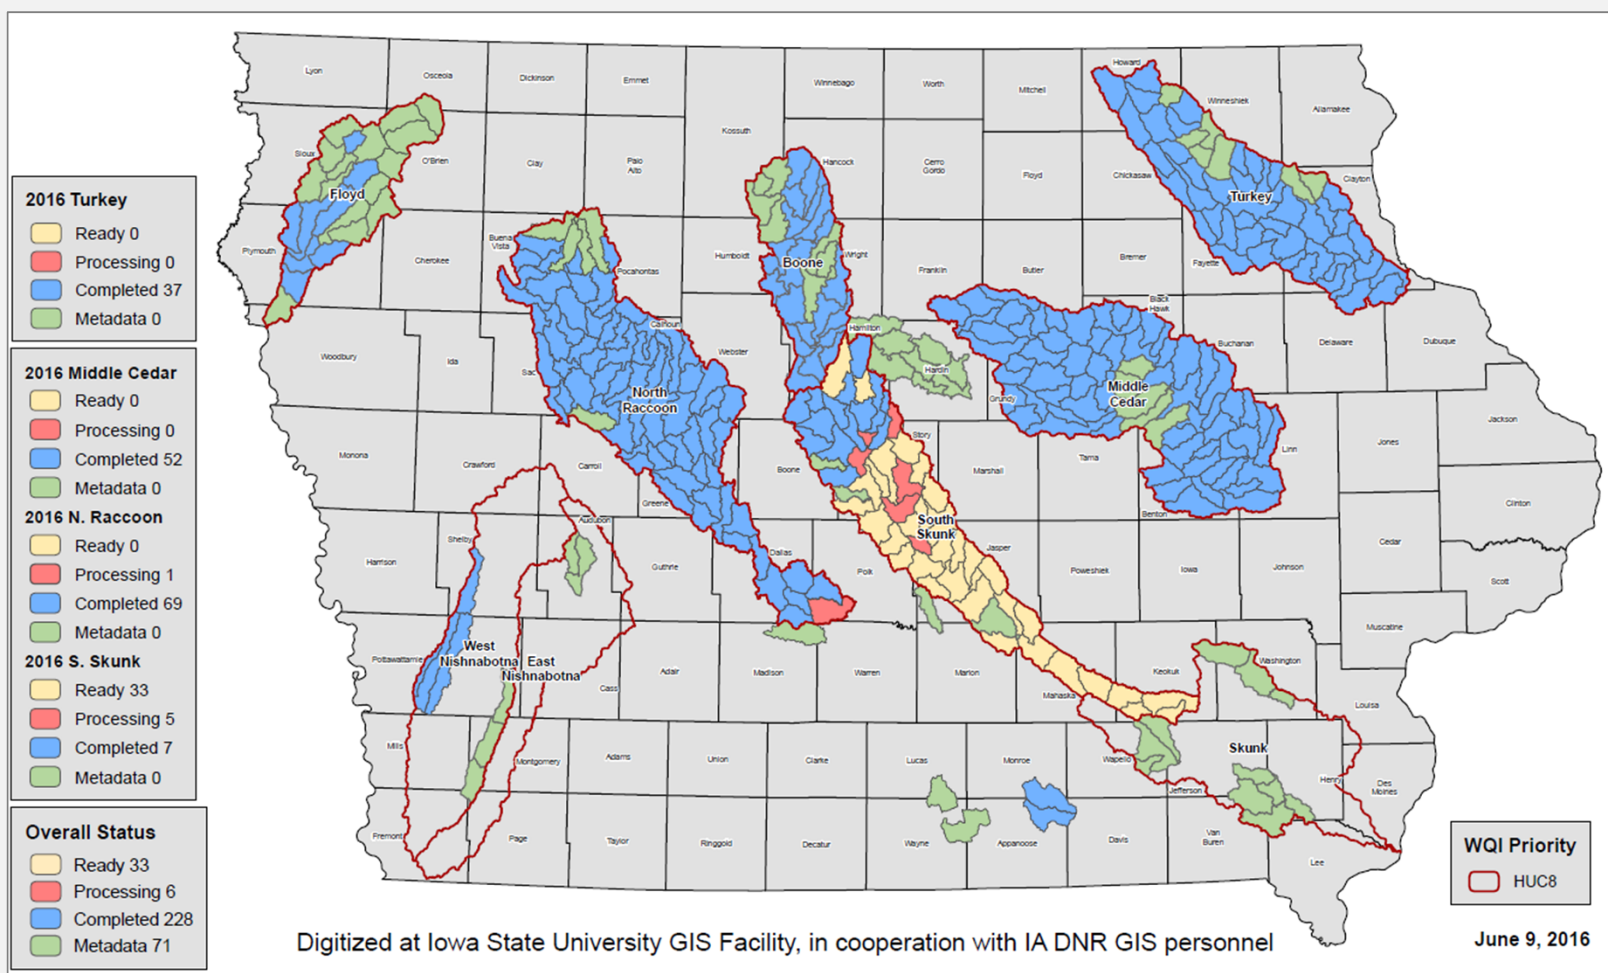 2016 Turkey
Ready 0
Processing 0
Completed 37
Metadata 0
2016 Middle Cedar
Ready 0
Processing 0
Completed 52
Metadata 0
2016 N. Raccoon
Ready 0
Processing 1
Completed 69
Metadata 0
2016 S. Skunk
Ready 33
Processing 5
Completed 7
Metadata 0
Overall Status
Ready 33
Processing 6
Completed 228
Metadata 71
Lyon
Osceola
Dickinson
Emmet
Winnebago
Worth
Mitchell
Howard
Winneshiek
Allamakee
Kossuth
Sioux
O'Brien
Clay
Palo
Alto
Hancock
Cerro
Gordo
Floyd
Chickasaw
Clayton
Floyd
Turkey
Plymouth
Cherokee
Buena
Vista
Pocahontas
Humboldt
Boone
Wright
Franklin
Butler
Bremer
Fayette
Black
Hawk
Woodbury
Ida
Sac
Calhoun
Webster
Hamilton
Hardin
Grundy
Buchanan
Delaware
Dubuque
North
Raccoon
Middle
Cedar
Monona
Crawford
Carroll
Greene
Boone
Story
Marshall
Tama
Benton
Linn
Jones
Jackson
Clinton
South
Skunk
Harrison
Shelby
Audubon
Guthrie
Dallas
Polk
Jasper
Poweshiek
Iowa
Johnson
Cedar
Scott
Muscatine
Pottawattamie
West
Nishnabotna
East
Nishnabotna
Cass
Adair
Madison
Warren
Marion
Mahaska
Keokuk
Washington
Louisa
Mills
Montgomery
Adams
Union
Clarke
Lucas
Monroe
Wapello
Jefferson
Skunk
Henry
Des
Moines
Fremont
Page
Taylor
Ringgold
Decatur
Wayne
Appanoose
Davis
Van
Buren
Lee
WQI Priority
HUC8
Digitized at Iowa State University GIS Facility, in cooperation with IA DNR GIS personnel
June 9, 2016